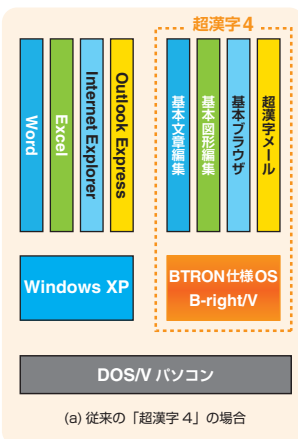 超漢字4
Word
Excel
Internet Explorer
Outlook Express
基本文章編集
基本図形編集
基本ブラウザ
超漢字メール
Windows XP
BTRON仕様OS
B-right/V
DOS/V パソコン
(a) 従来の「超漢字 4」の場合